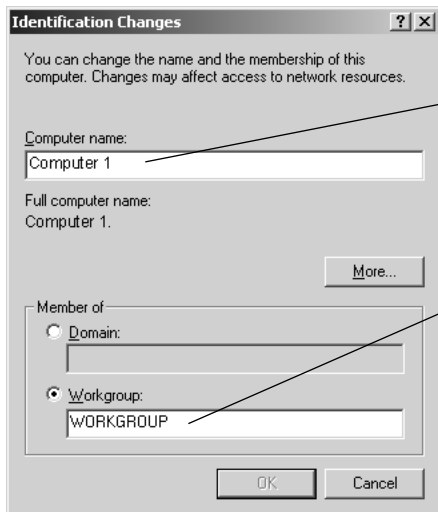 Identification Changes
You can change the name and the membership of this
computer. Changes may affect access to network resources.
Computer name:
Computer 1
Full computer name:
Computer 1.
More...
Member of
Domain:
Workgroup:
WORKGROUP
OK
Cancel